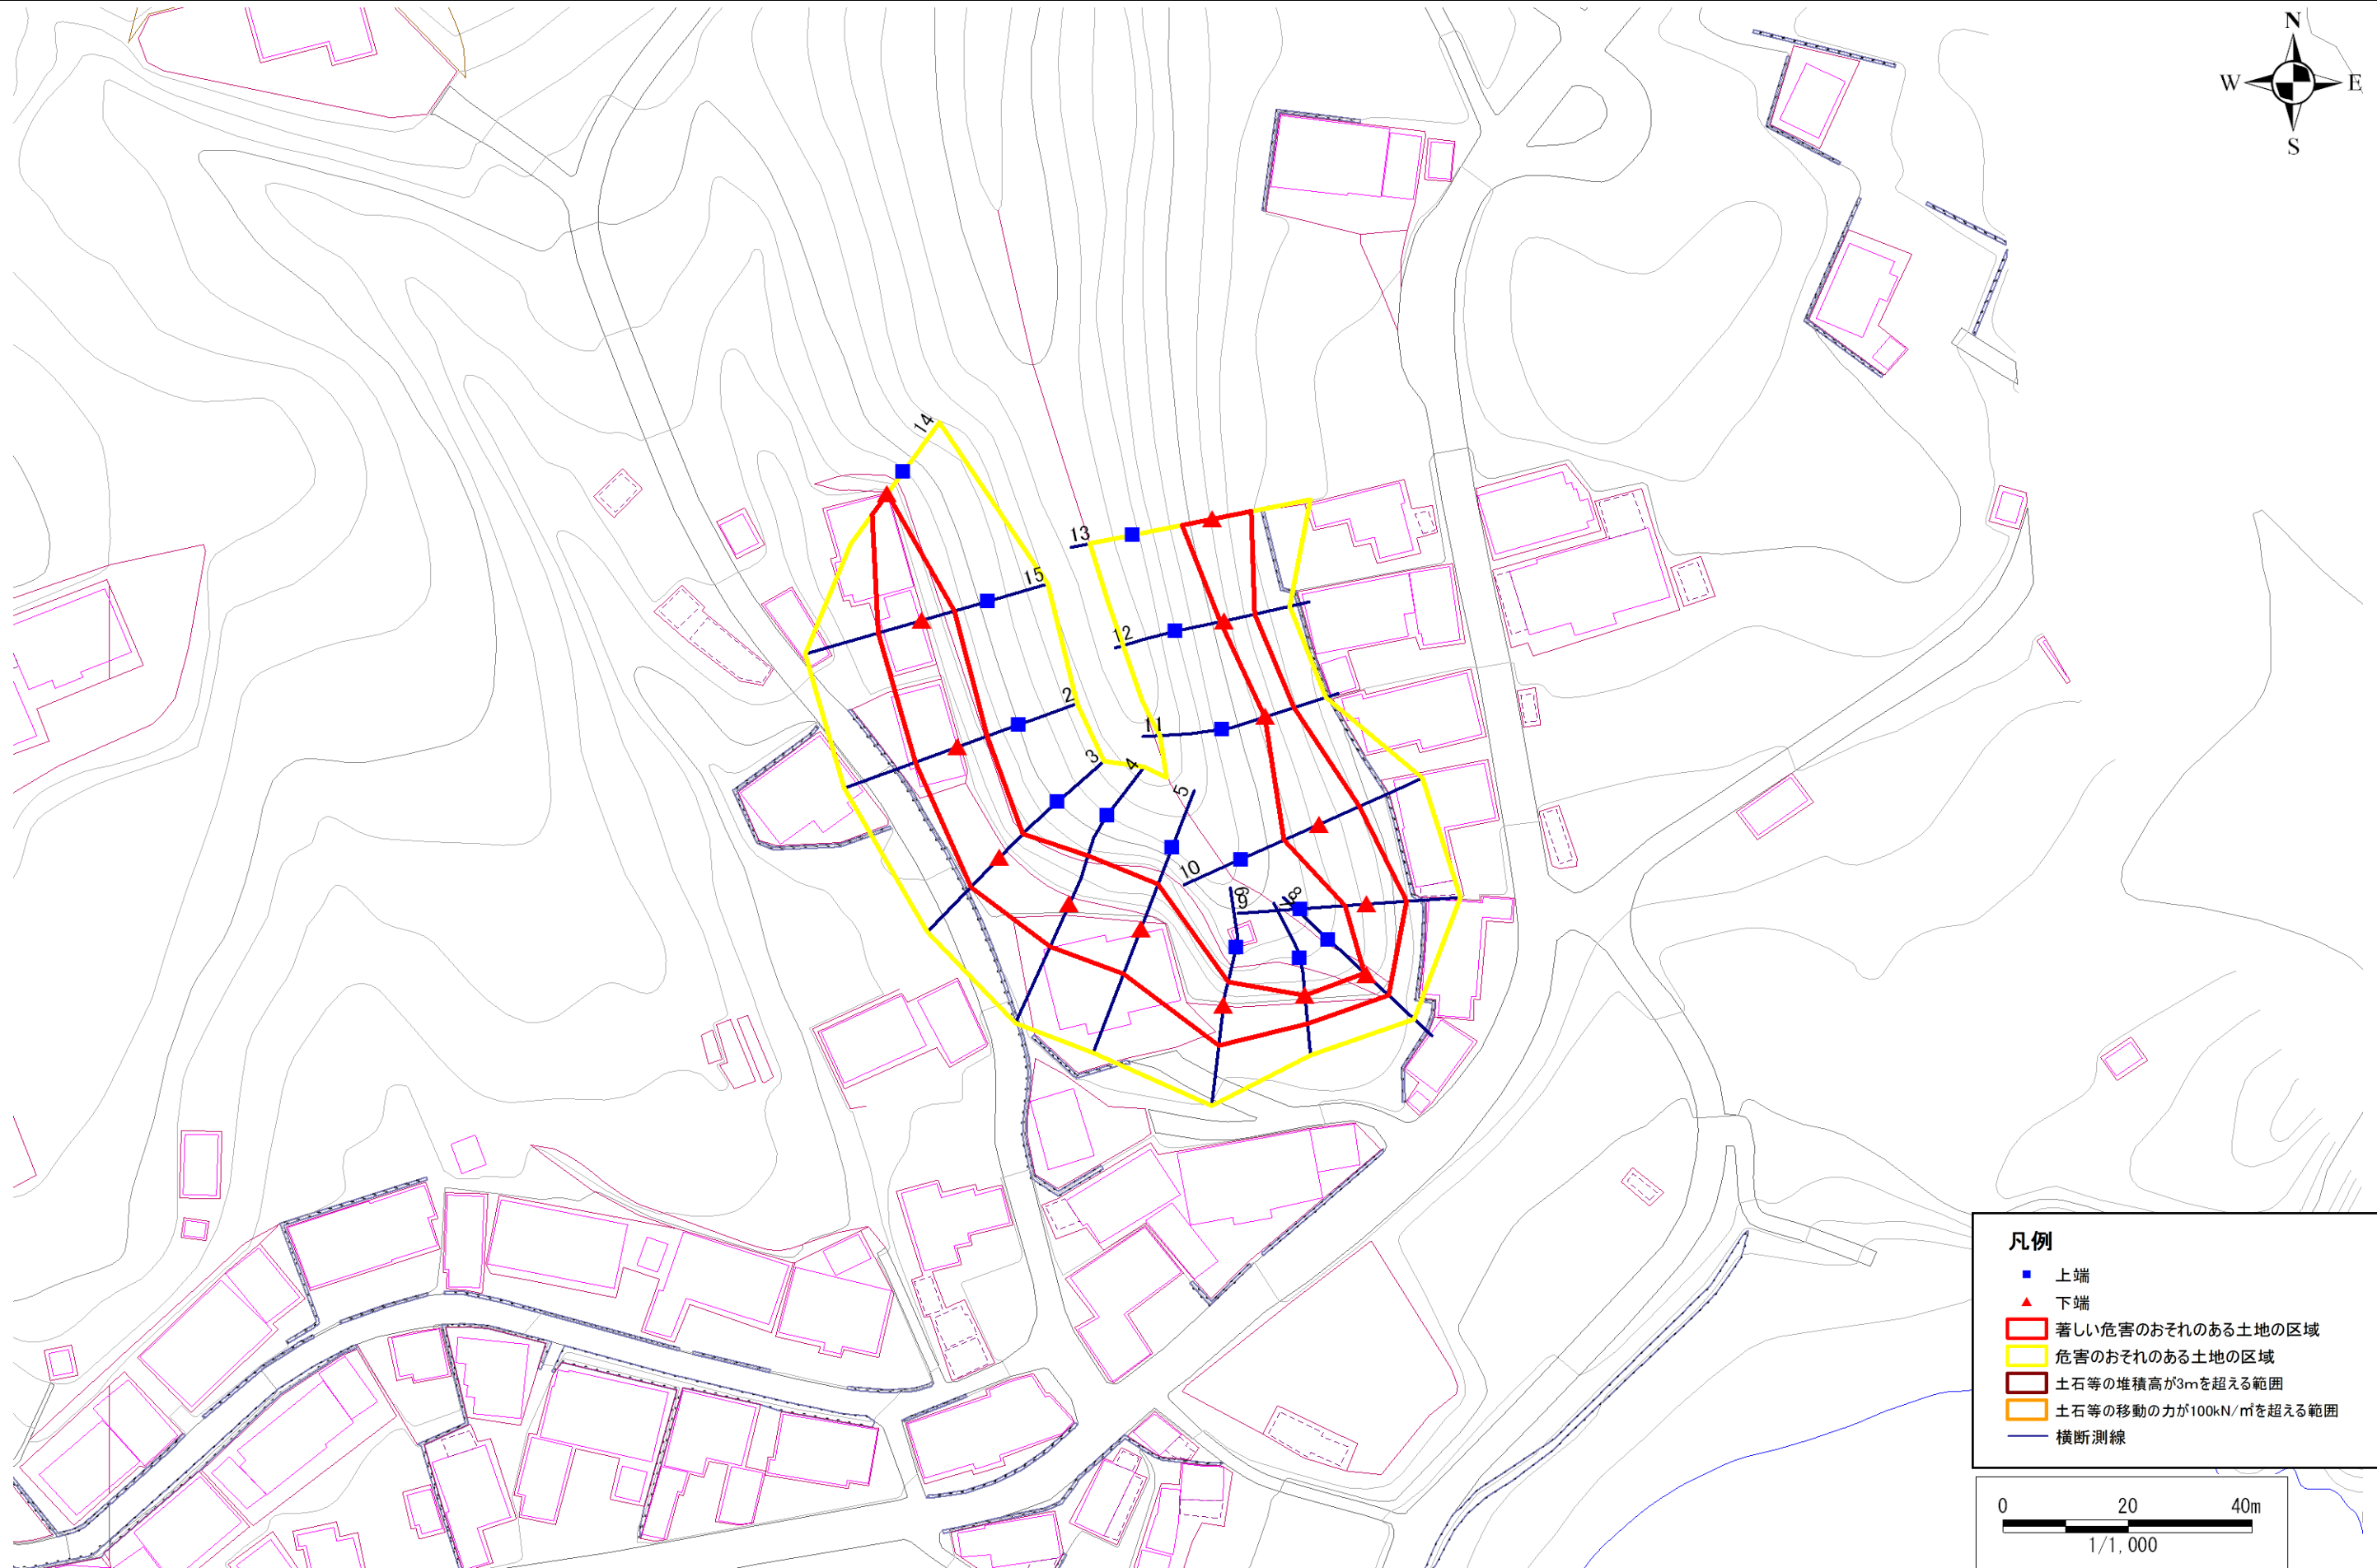 N
W E
S
14
13
15
12
2
11
3
4
5
10
6
9
8
凡例
上端
下端
著しい危害のおそれのある土地の区域
危害のおそれのある土地の区域
土石等の堆積高が3mを超える範囲
土石等の移動の力が100kN/㎡を超える範囲
横断測線
0 20 40m
1/1,000